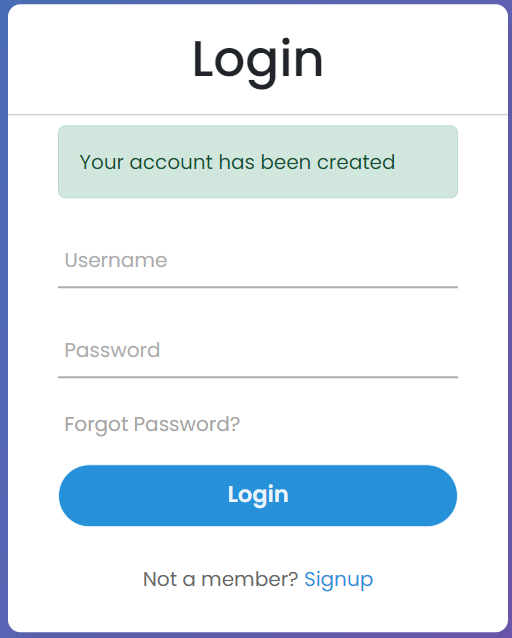 Login
Your account has been created
Username
Password
Forgot Password?
Login
Not a member? Signup